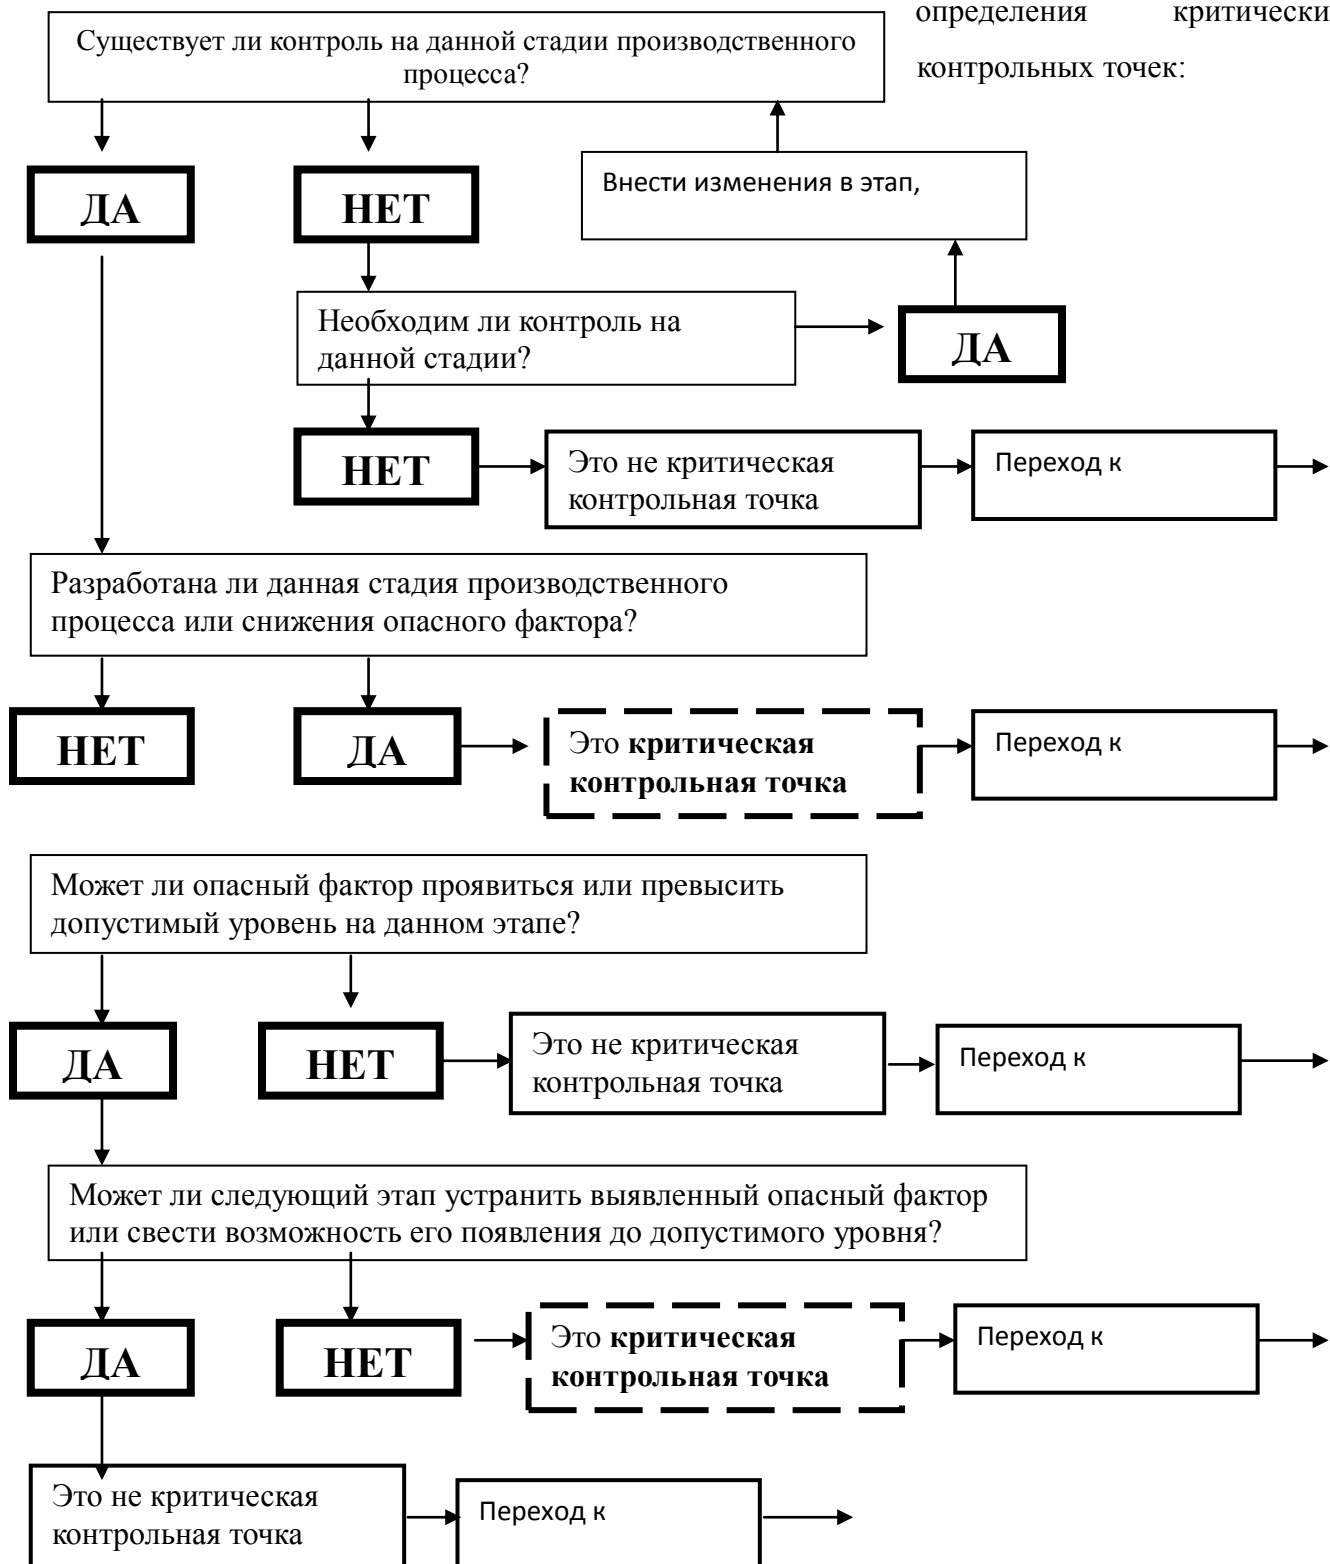 определения критически
контрольных точек:
Существует ли контроль на данной стадии производственного
процесса?
ДА
НЕТ
Внести изменения в этап,
Необходим ли контроль на
данной стадии?
ДА
НЕТ
Это не критическая
контрольная точка
Переход к
Разработана ли данная стадия производственного
процесса или снижения опасного фактора?
НЕТ
ДА
Это критическая
контрольная точка
Переход к
Может ли опасный фактор проявиться или превысить
допустимый уровень на данном этапе?
ДА
НЕТ
Это не критическая
контрольная точка
Переход к
Может ли следующий этап устранить выявленный опасный фактор
или свести возможность его появления до допустимого уровня?
ДА
НЕТ
Это критическая
контрольная точка
Переход к
Это не критическая
контрольная точка
Переход к